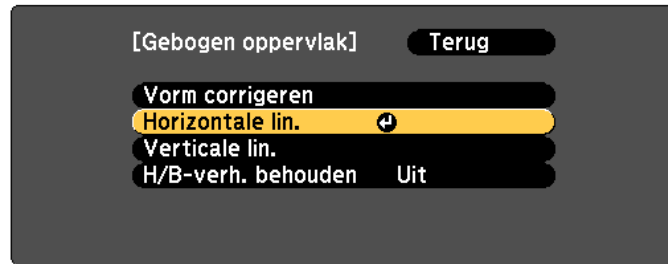 [Gebogen oppervlak] Terug
Vorm corrigeren
Horizontale lin.
Verticale lin.
H/B-verh. behouden Uit